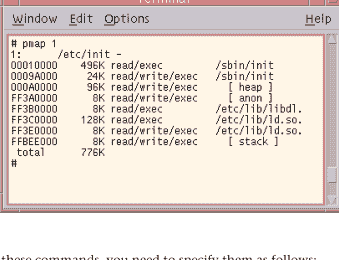 Terminal
Window Edit Options Help
# pmap 1
1: /etc/init -
00010000 496K read/exec /sbin/init
0009A000 24K read/write/exec /sbin/init
000A0000 96K read/write/exec [ heap ]
FF3A0000 8K read/write/exec [ anon ]
FF3B0000 8K read/exec /etc/lib/libdl.
FF3C0000 128K read/exec /etc/lib/ld.so.
FF3E0000 8K read/write/exec /etc/lib/ld.so.
FFBEE000 8K read/write/exec [ stack ]
total 776K
#
these commands, you need to specify them as follows: